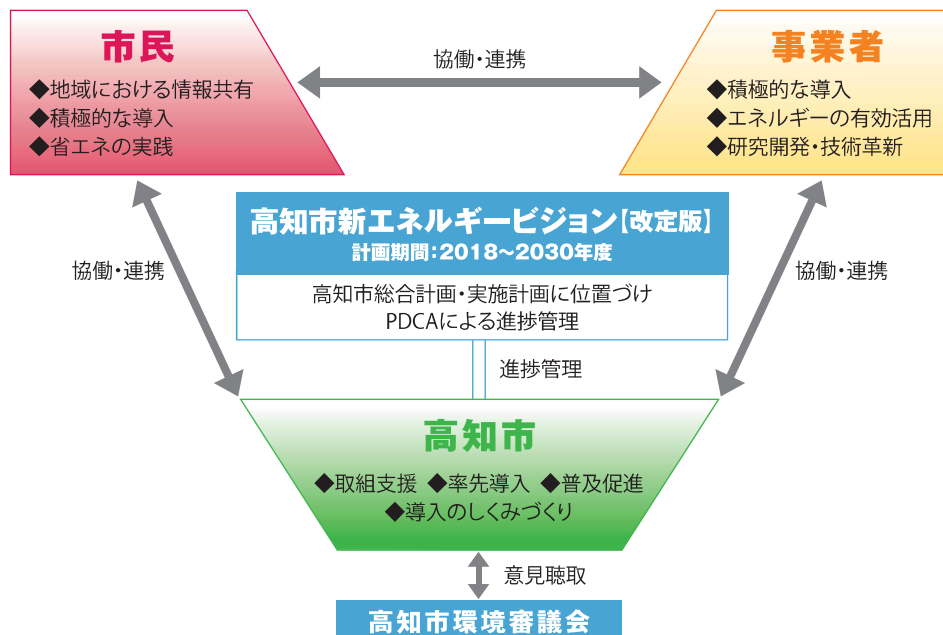 市民
◆地域における情報共有
◆積極的な導入
◆省エネの実践
協働・連携
事業者
◆積極的な導入
◆エネルギーの有効活用
◆研究開発・技術革新
高知市新エネルギービジョン【改定版】
計画期間：2018～2030年度
高知市総合計画・実施計画に位置づけ
PDCAによる進捗管理
協働・連携
協働・連携
進捗管理
高知市
◆取組支援 ◆率先導入 ◆普及促進
◆導入のしくみづくり
意見聴取
高知市環境審議会